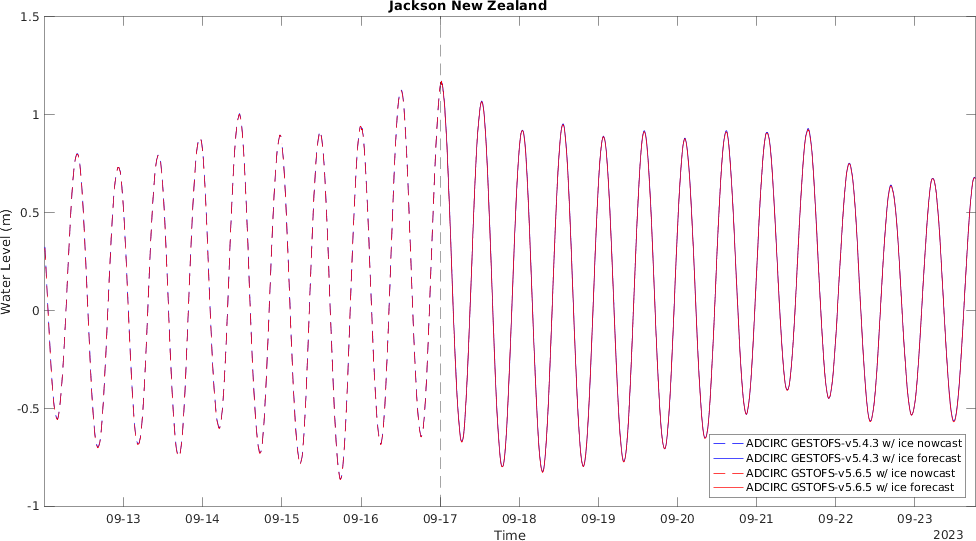 Jackson New Zealand
1.5
1
0.5
0
-0.5
-1
Water Level (m)
09-13 09-14 09-15 09-16 09-17 09-18 09-19 09-20 09-21 09-22 09-23
Time
2023
ADCIRC GESTOFS-v5.4.3 w/ ice nowcast
ADCIRC GESTOFS-v5.4.3 w/ ice forecast
ADCIRC GSTOFS-v5.6.5 w/ ice nowcast
ADCIRC GSTOFS-v5.6.5 w/ ice forecast